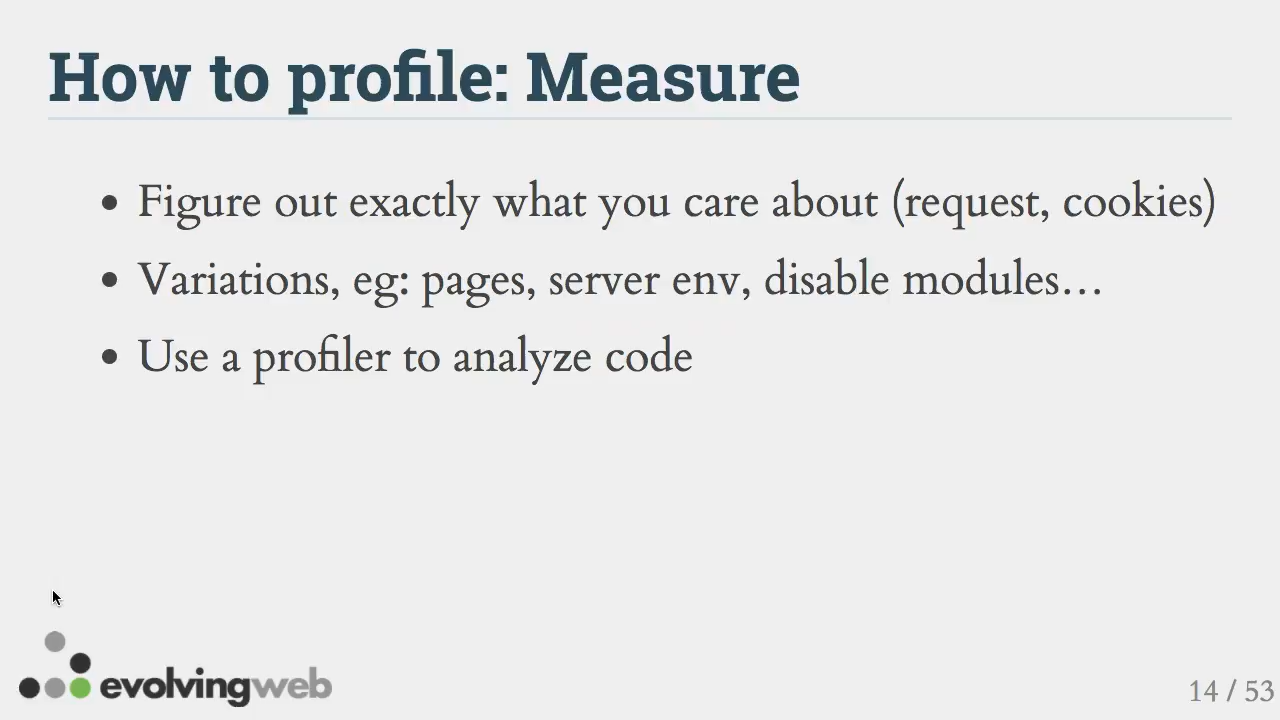 How to profile: Measure
• Figure out exactly what you care about (request, cookies)
• Variations, eg: pages, server env, disable modules…
• Use a profiler to analyze code
evolvingweb
14 / 53